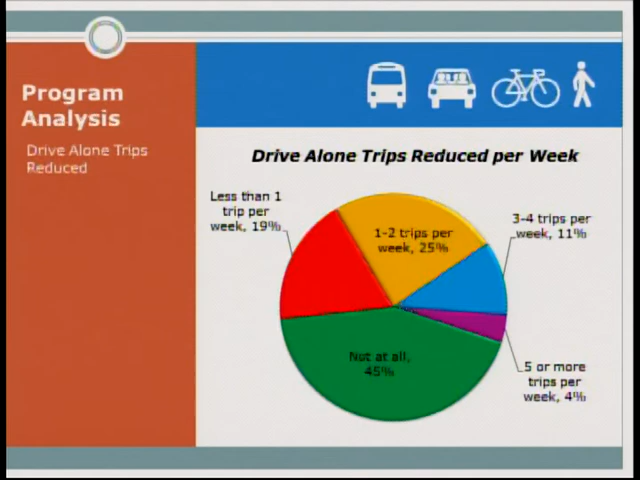 Program
Analysis
Drive Alone Trips
Reduced
Drive Alone Trips Reduced per Week
Less than 1
trip per
week, 19%
1-2 trips per
week, 25%
3-4 trips per
week, 11%
Not at all,
45%
5 or more
trips per
week, 4%